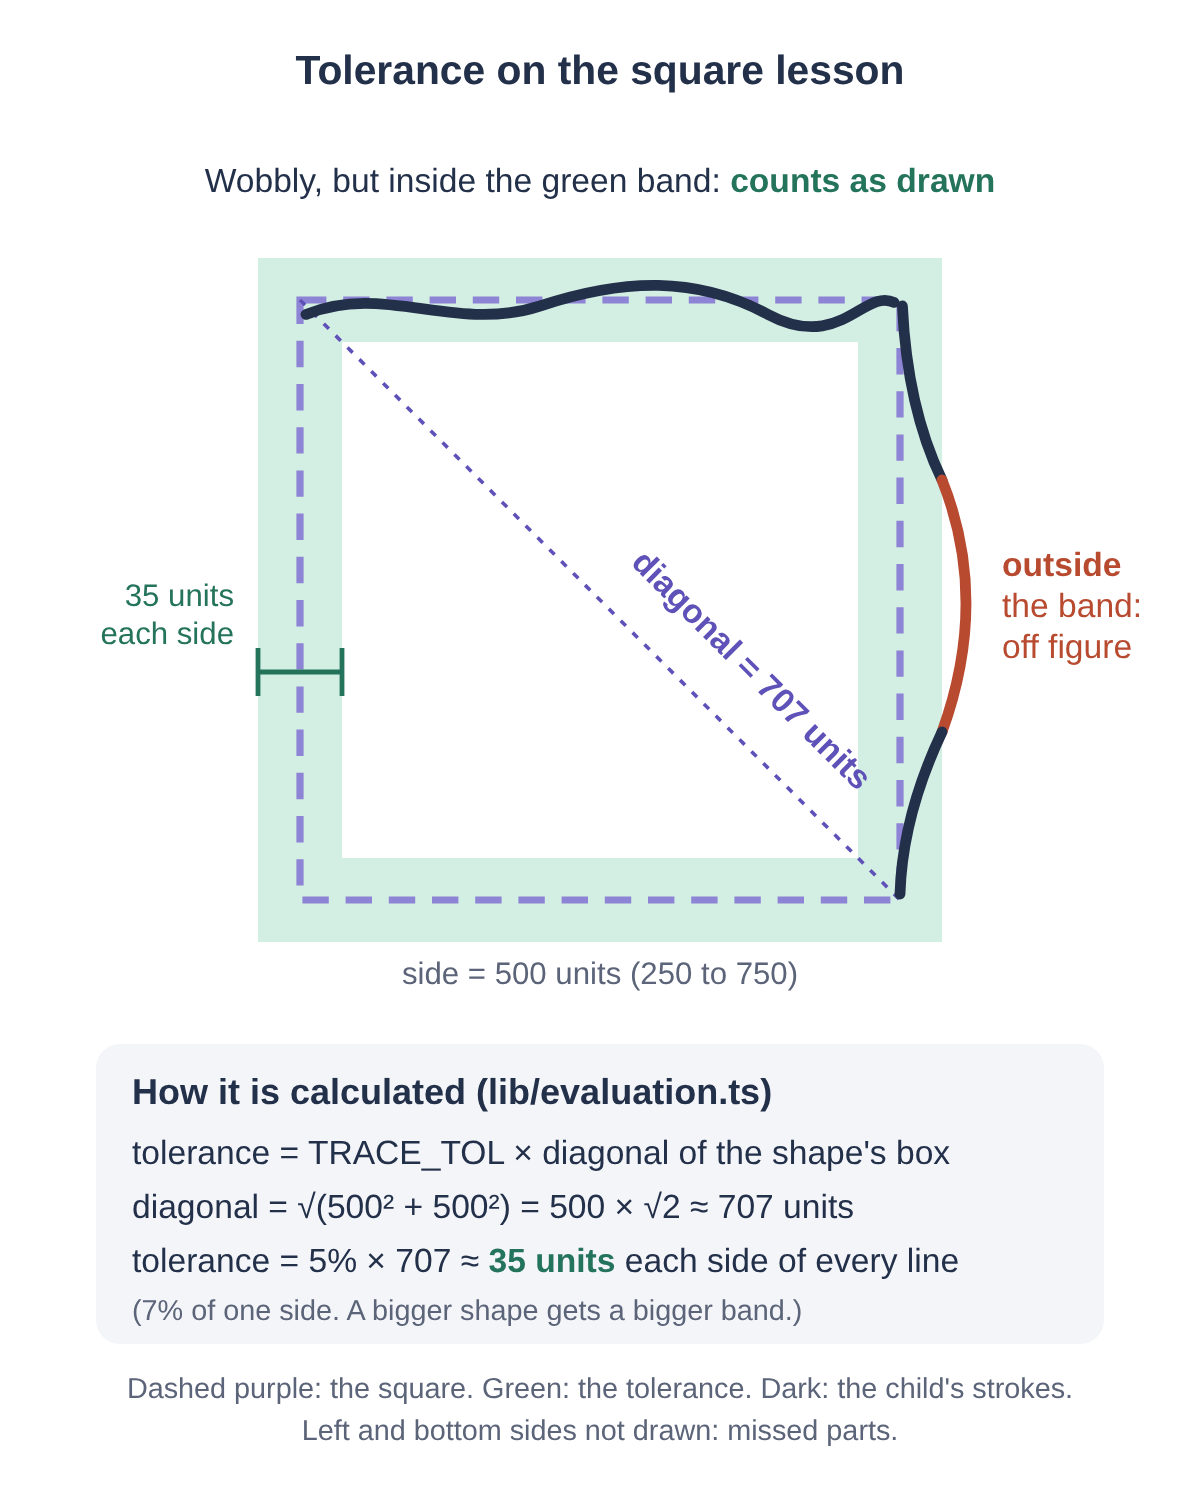 Tolerance on the square lesson
Wobbly, but inside the green band: counts as drawn
35 units
each side
diagonal = 707 units
outside
the band:
off figure
side = 500 units (250 to 750)
How it is calculated (lib/evaluation.ts)
tolerance = TRACE_TOL × diagonal of the shape's box
diagonal = √(500² + 500²) = 500 × √2 ≈ 707 units
tolerance = 5% × 707 ≈ 35 units each side of every line
(7% of one side. A bigger shape gets a bigger band.)
Dashed purple: the square. Green: the tolerance. Dark: the child's strokes.
Left and bottom sides not drawn: missed parts.